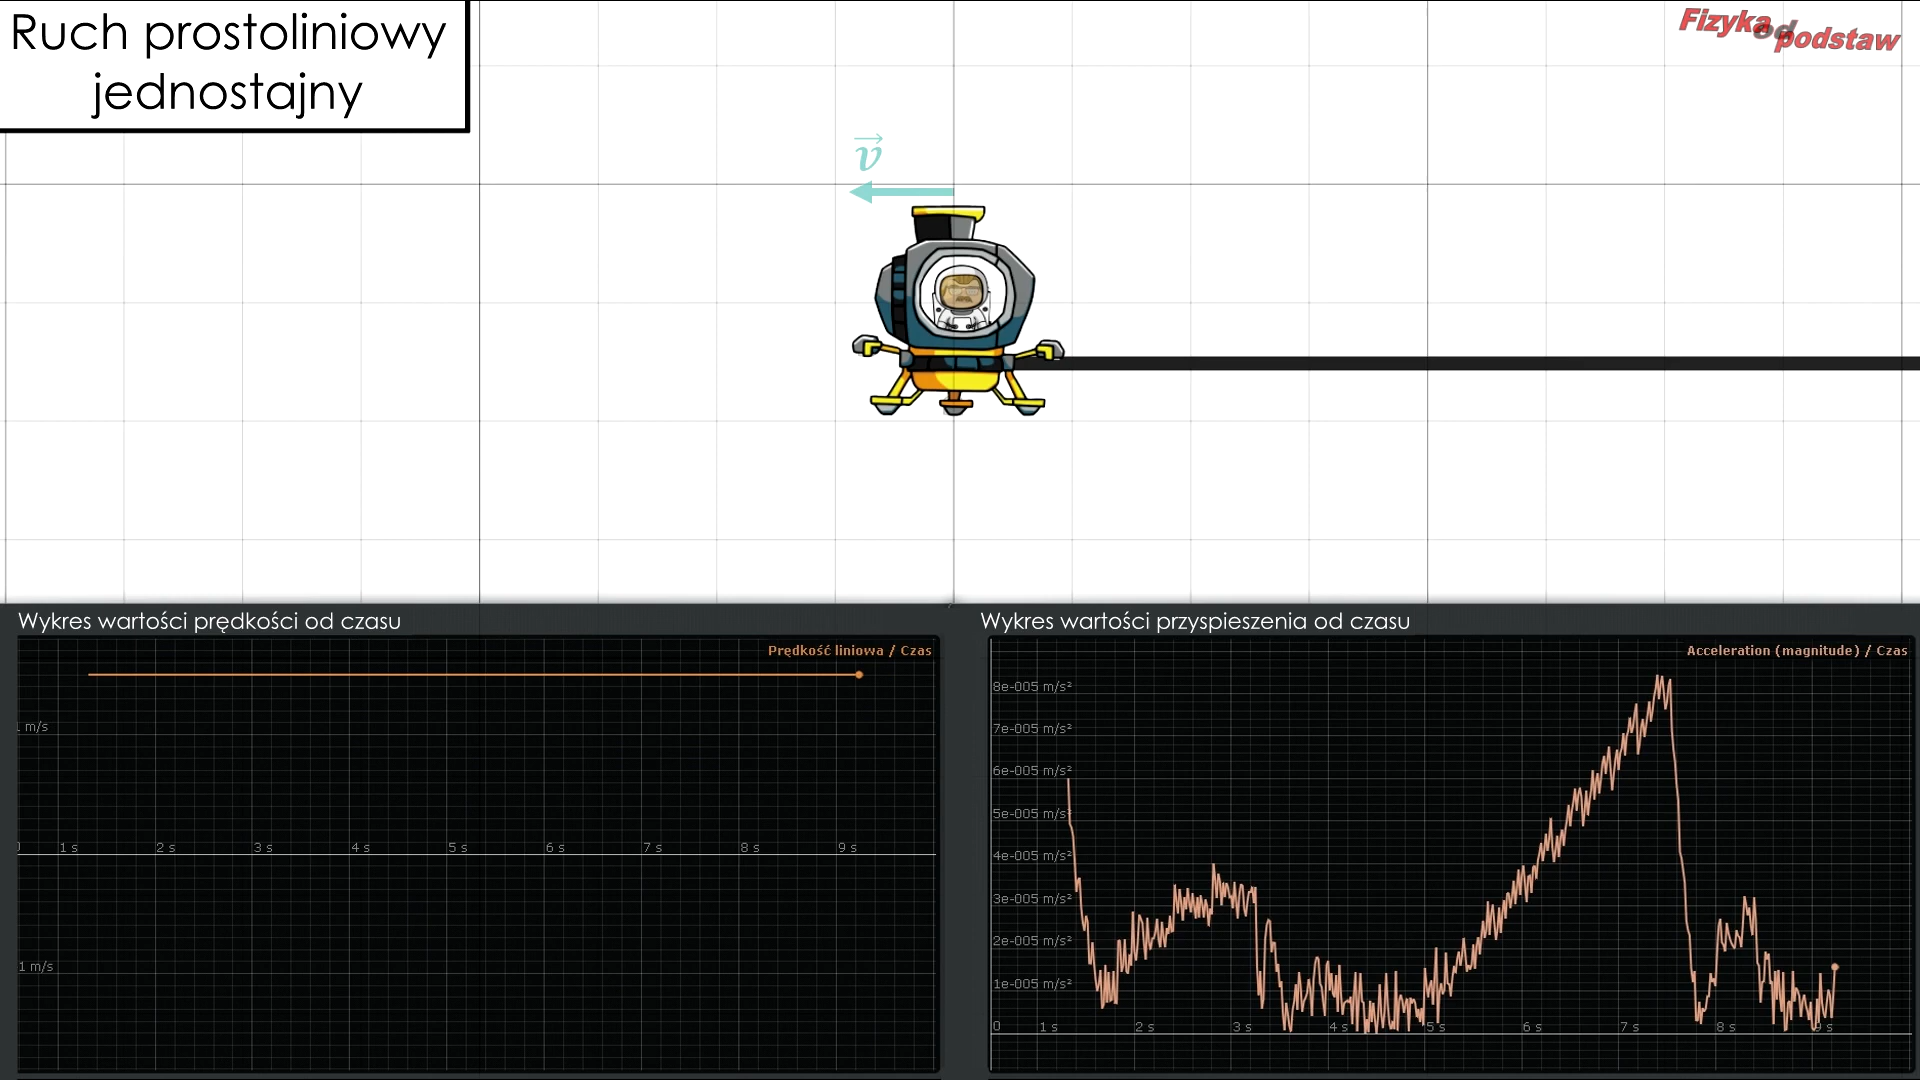 Ruch prostoliniowy
jednostajny
Fizyka od podstaw
v
Wykres wartości prędkości od czasu
Prędkość liniowa / Czas
1 m/s
1 s 2 s 3 s 4 s 5 s 6 s 7 s 8 s 9 s
1 m/s
Wykres wartości przyspieszenia od czasu
Acceleration (magnitude) / Czas
8e-005 m/s²
7e-005 m/s²
6e-005 m/s²
5e-005 m/s²
4e-005 m/s²
3e-005 m/s²
2e-005 m/s²
1e-005 m/s²
0 1 s 2 s 3 s 4 s 5 s 6 s 7 s 8 s 9 s